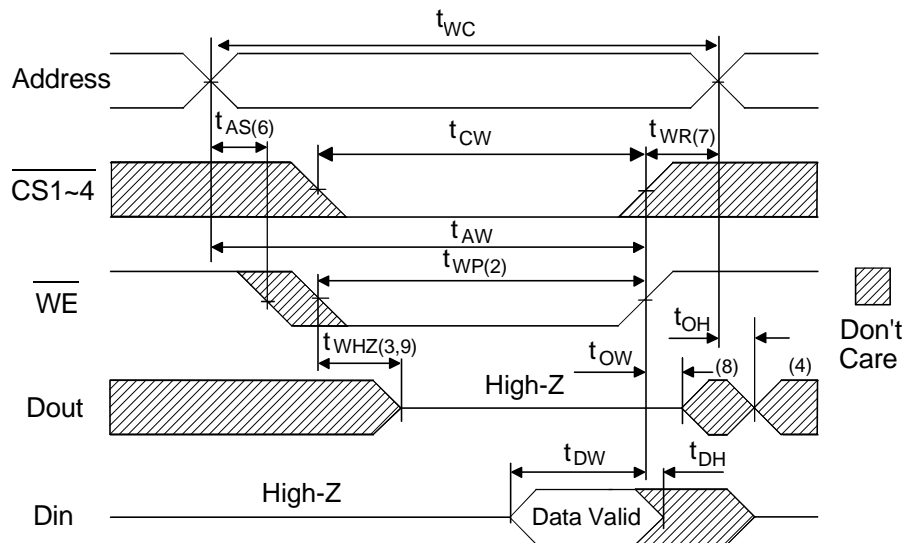 tWC
Address
tAS(6)
tCW
tWR(7)
CS1~4
tAW
tWP(2)
WE
tOH
Don't
Care
tWHZ(3,9)
tOW
(8)
(4)
High-Z
Dout
tDW
tDH
High-Z
Din
Data Valid